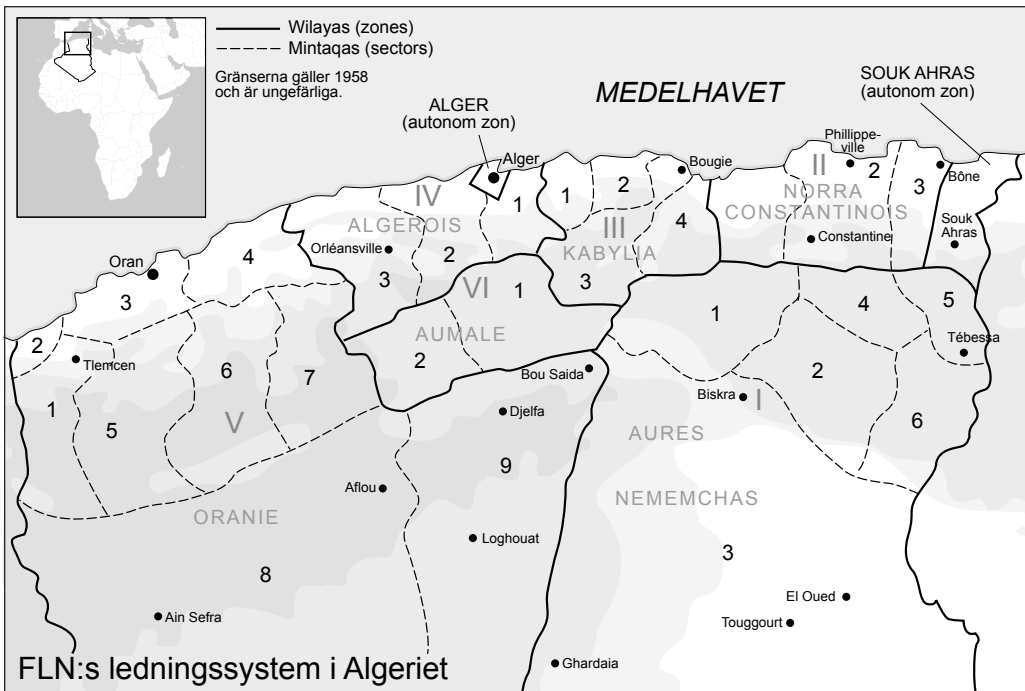 Wilayas (zones)
Mintaqas (sectors)
Gränserna gäller 1958
och är ungefärliga.
MEDELHAVET
SOUK AHRAS
(autonom zon)
ALGER
(autonom zon)
Alger
Phillippe-
ville
Bougie
Bône
II
2
3
NORRA
CONSTANTINOIS
Constantine
Souk
Ahras
IV
1
ALGEROIS
Orléansville
2
3
1
2
III
4
KABYLIA
3
Oran
4
3
2
Tlemcen
1
5
6
7
V
VI
1
AUMALE
2
Bou Saida
Djelfa
9
1
4
5
Tébessa
2
Biskra
I
6
AURES
NEMEMCHAS
Aflou
ORANIE
Loghouat
3
8
El Oued
Ain Sefra
Touggourt
Ghardaia
FLN:s ledningssystem i Algeriet